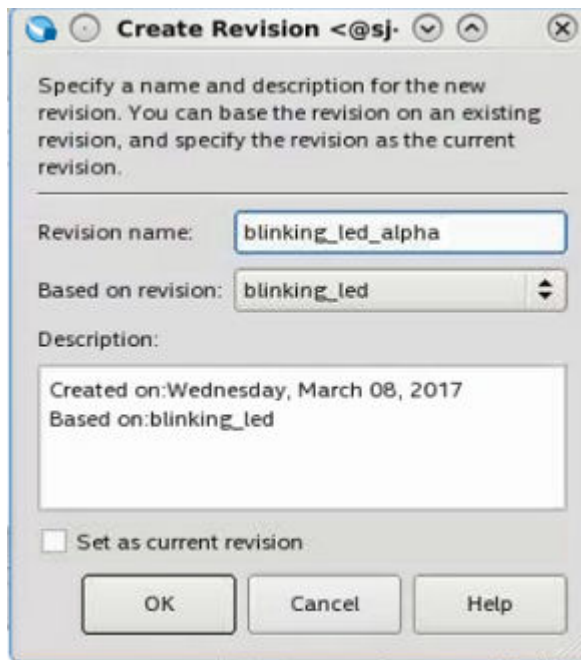 Create Revision <@sj-
Specify a name and description for the new
revision. You can base the revision on an existing
revision, and specify the revision as the current
revision.
Revision name: blinking_led_alpha
Based on revision: blinking_led
Description:
Created on:Wednesday, March 08, 2017
Based on:blinking_led
Set as current revision
OK Cancel Help